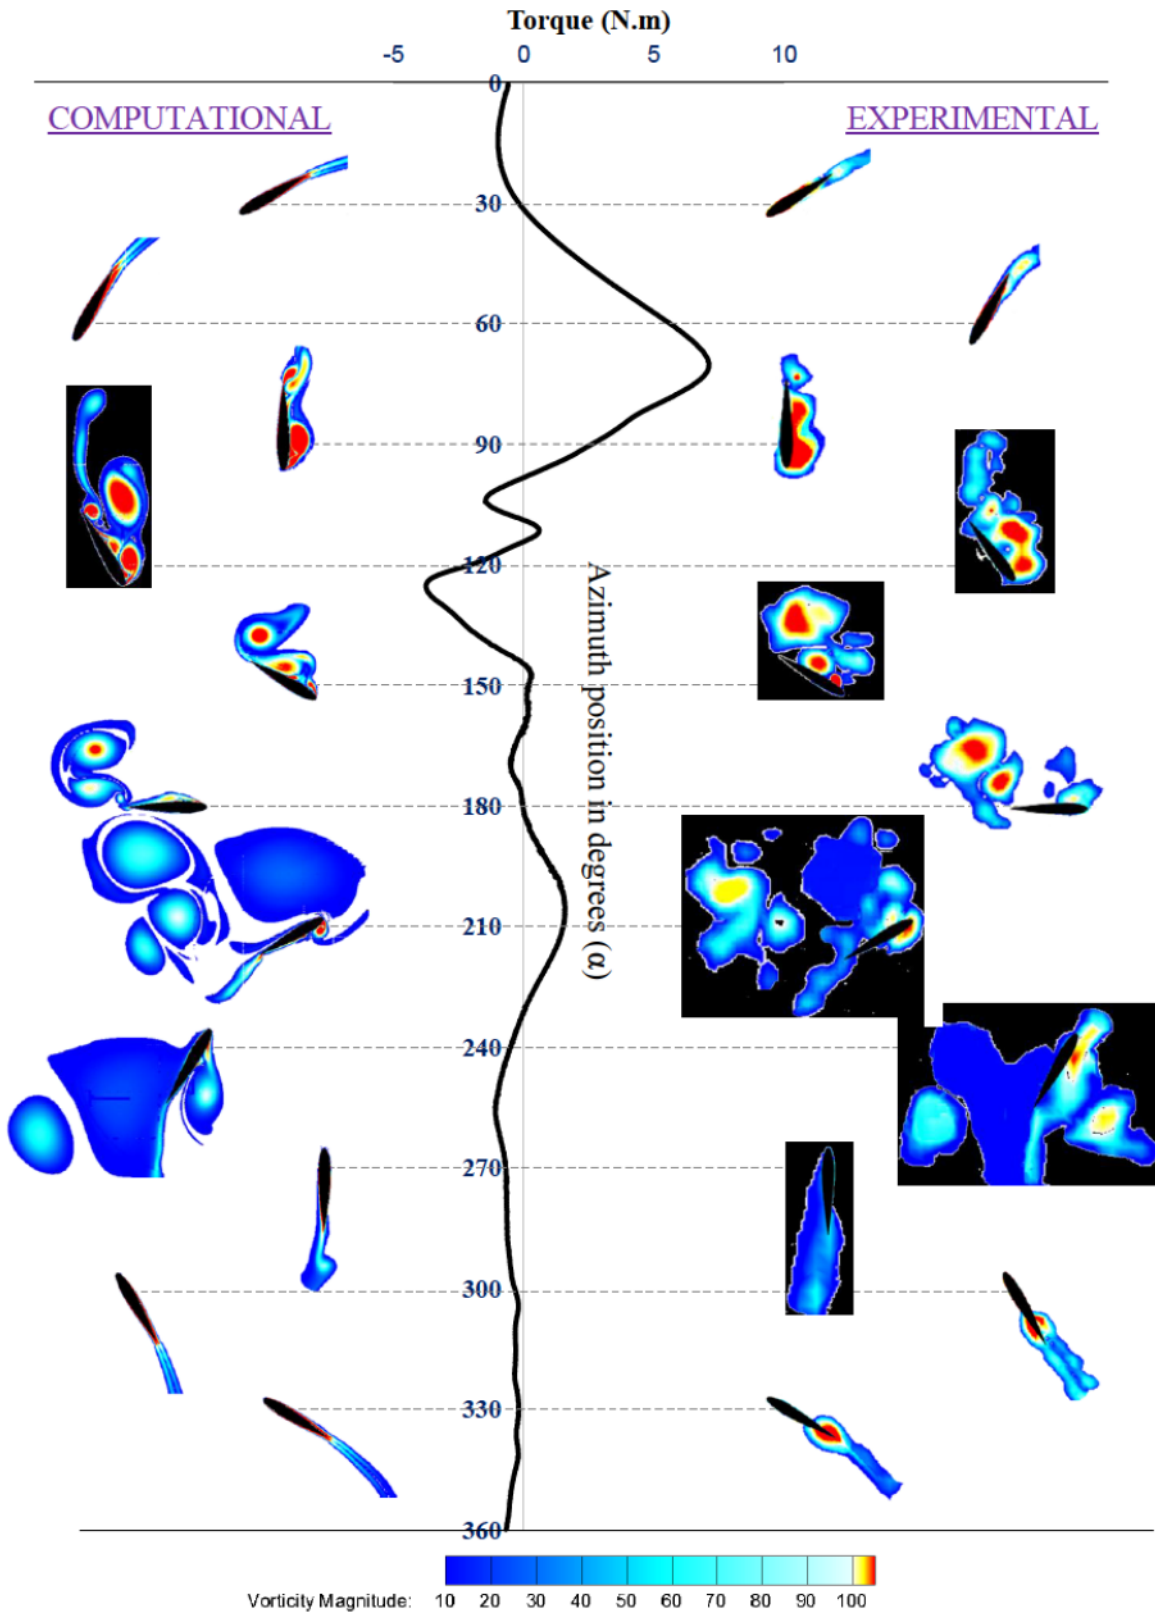 Torque (N.m)
-5 0 5 10
0
COMPUTATIONAL
EXPERIMENTAL
30
60
90
120
Azimuth position in degrees (α)
150
180
210
240
270
300
330
360
Vorticity Magnitude: 10 20 30 40 50 60 70 80 90 100